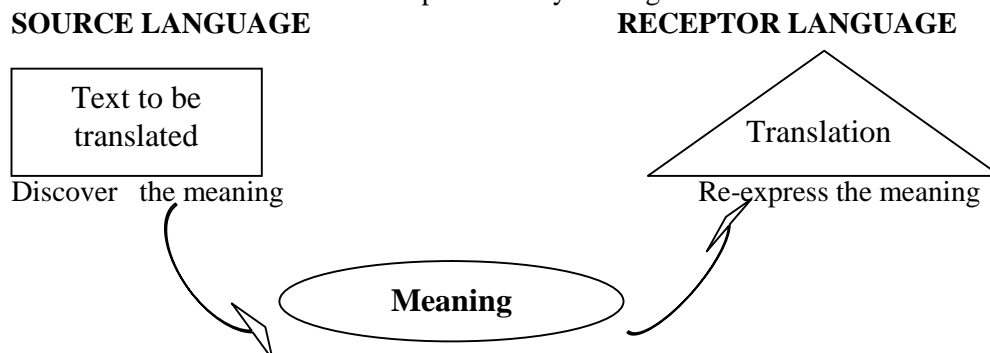 SOURCE LANGUAGE RECEPTOR LANGUAGE
Text to be
translated
Translation
Discover the meaning Re-express the meaning
Meaning